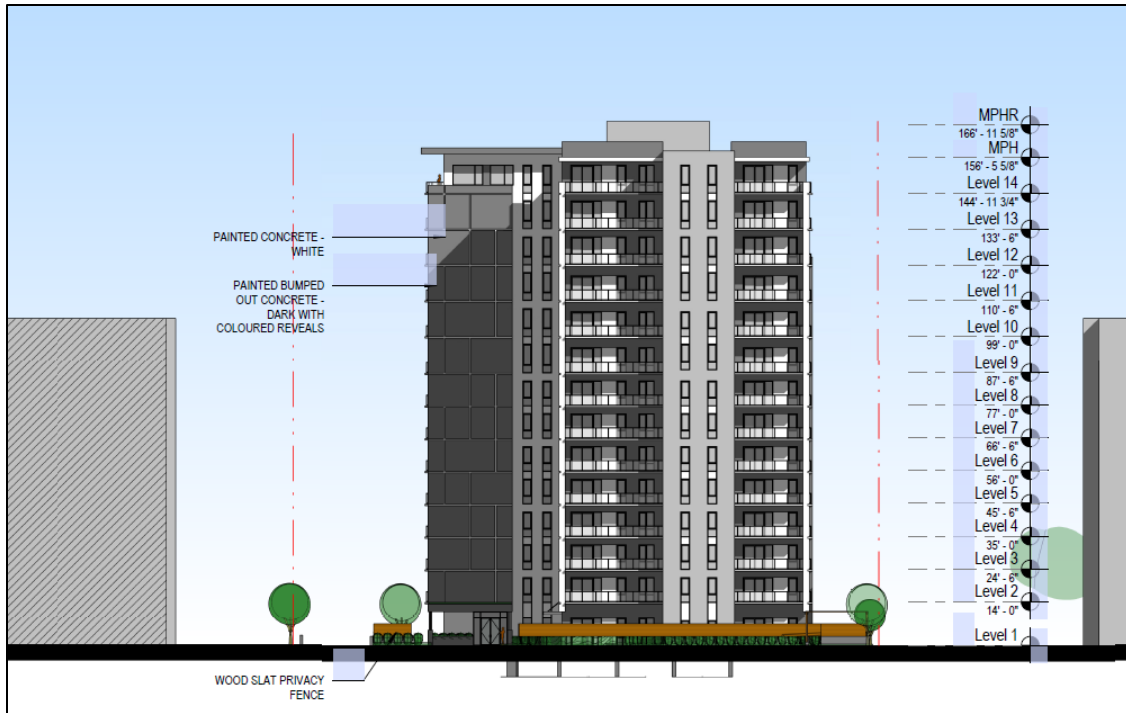 MPHR
166' - 11 5/8"
MPH
156' - 5 5/8"
Level 14
144' - 11 3/4"
Level 13
133' - 6"
Level 12
122' - 0"
Level 11
110' - 6"
Level 10
99' - 0"
Level 9
87' - 6"
Level 8
77' - 0"
Level 7
66' - 6"
Level 6
56' - 0"
Level 5
45' - 6"
Level 4
35' - 0"
Level 3
24' - 6"
Level 2
14' - 0"
Level 1
PAINTED CONCRETE -
WHITE
PAINTED BUMPED
OUT CONCRETE -
DARK WITH
COLOURED REVEALS
WOOD SLAT PRIVACY
FENCE